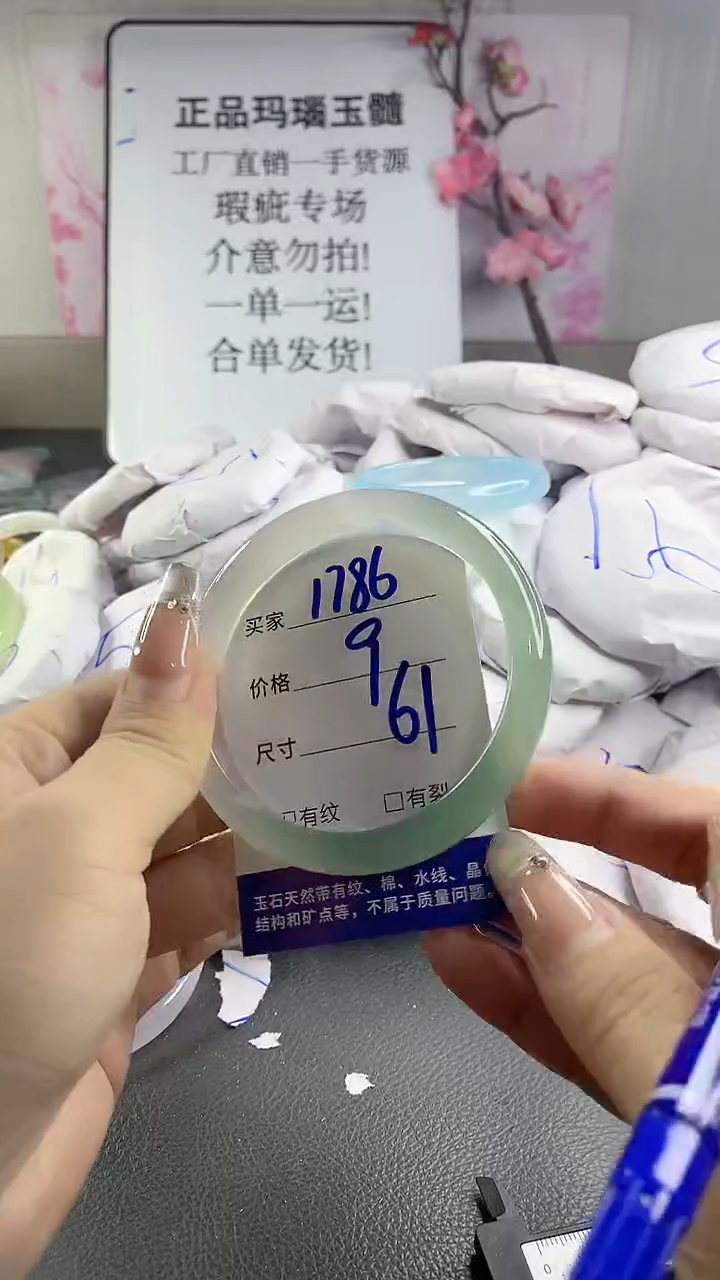 正品玛瑙玉髓
工厂直销一手货源
瑕疵专场
介意勿拍!
一单一运!
合单发货!
买家 1786
价格 9
尺寸 61
□有纹 □有裂
玉石天然带有纹、棉、水线、晶
结构和矿点等，不属于质量问题。